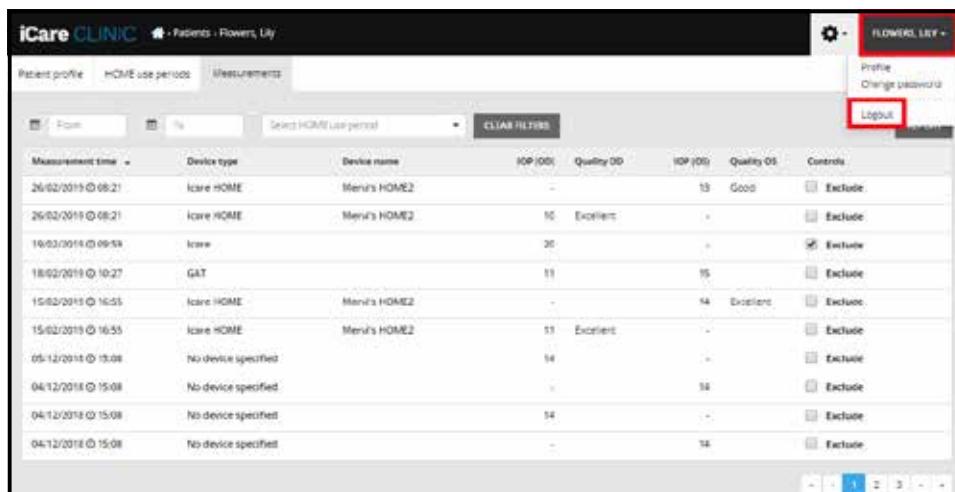 iCare CLINIC Patients - Flowers, Lily FLOWERS, LILY
Patient profile HOME use periods Measurements
Profile
Change password
Logout
From To Select HOME use period CLEAR FILTERS
Measurement time Device type Device name IOP (OD) Quality OD IOP (OS) Quality OS Controls
26/02/2019 08:21 Icare HOME Mervi's HOME2 - 13 Good Exclude
26/02/2019 08:21 Icare HOME Mervi's HOME2 10 Excellent - Exclude
19/02/2019 09:59 Icare 20 - Exclude
18/02/2019 10:27 GAT 11 15 Exclude
15/02/2019 16:55 Icare HOME Mervi's HOME2 - 14 Excellent Exclude
15/02/2019 16:55 Icare HOME Mervi's HOME2 11 Excellent - Exclude
05/12/2018 15:08 No device specified 14 - Exclude
04/12/2018 15:08 No device specified - 14 Exclude
04/12/2018 15:08 No device specified 14 - Exclude
04/12/2018 15:08 No device specified - 14 Exclude
1 2 3